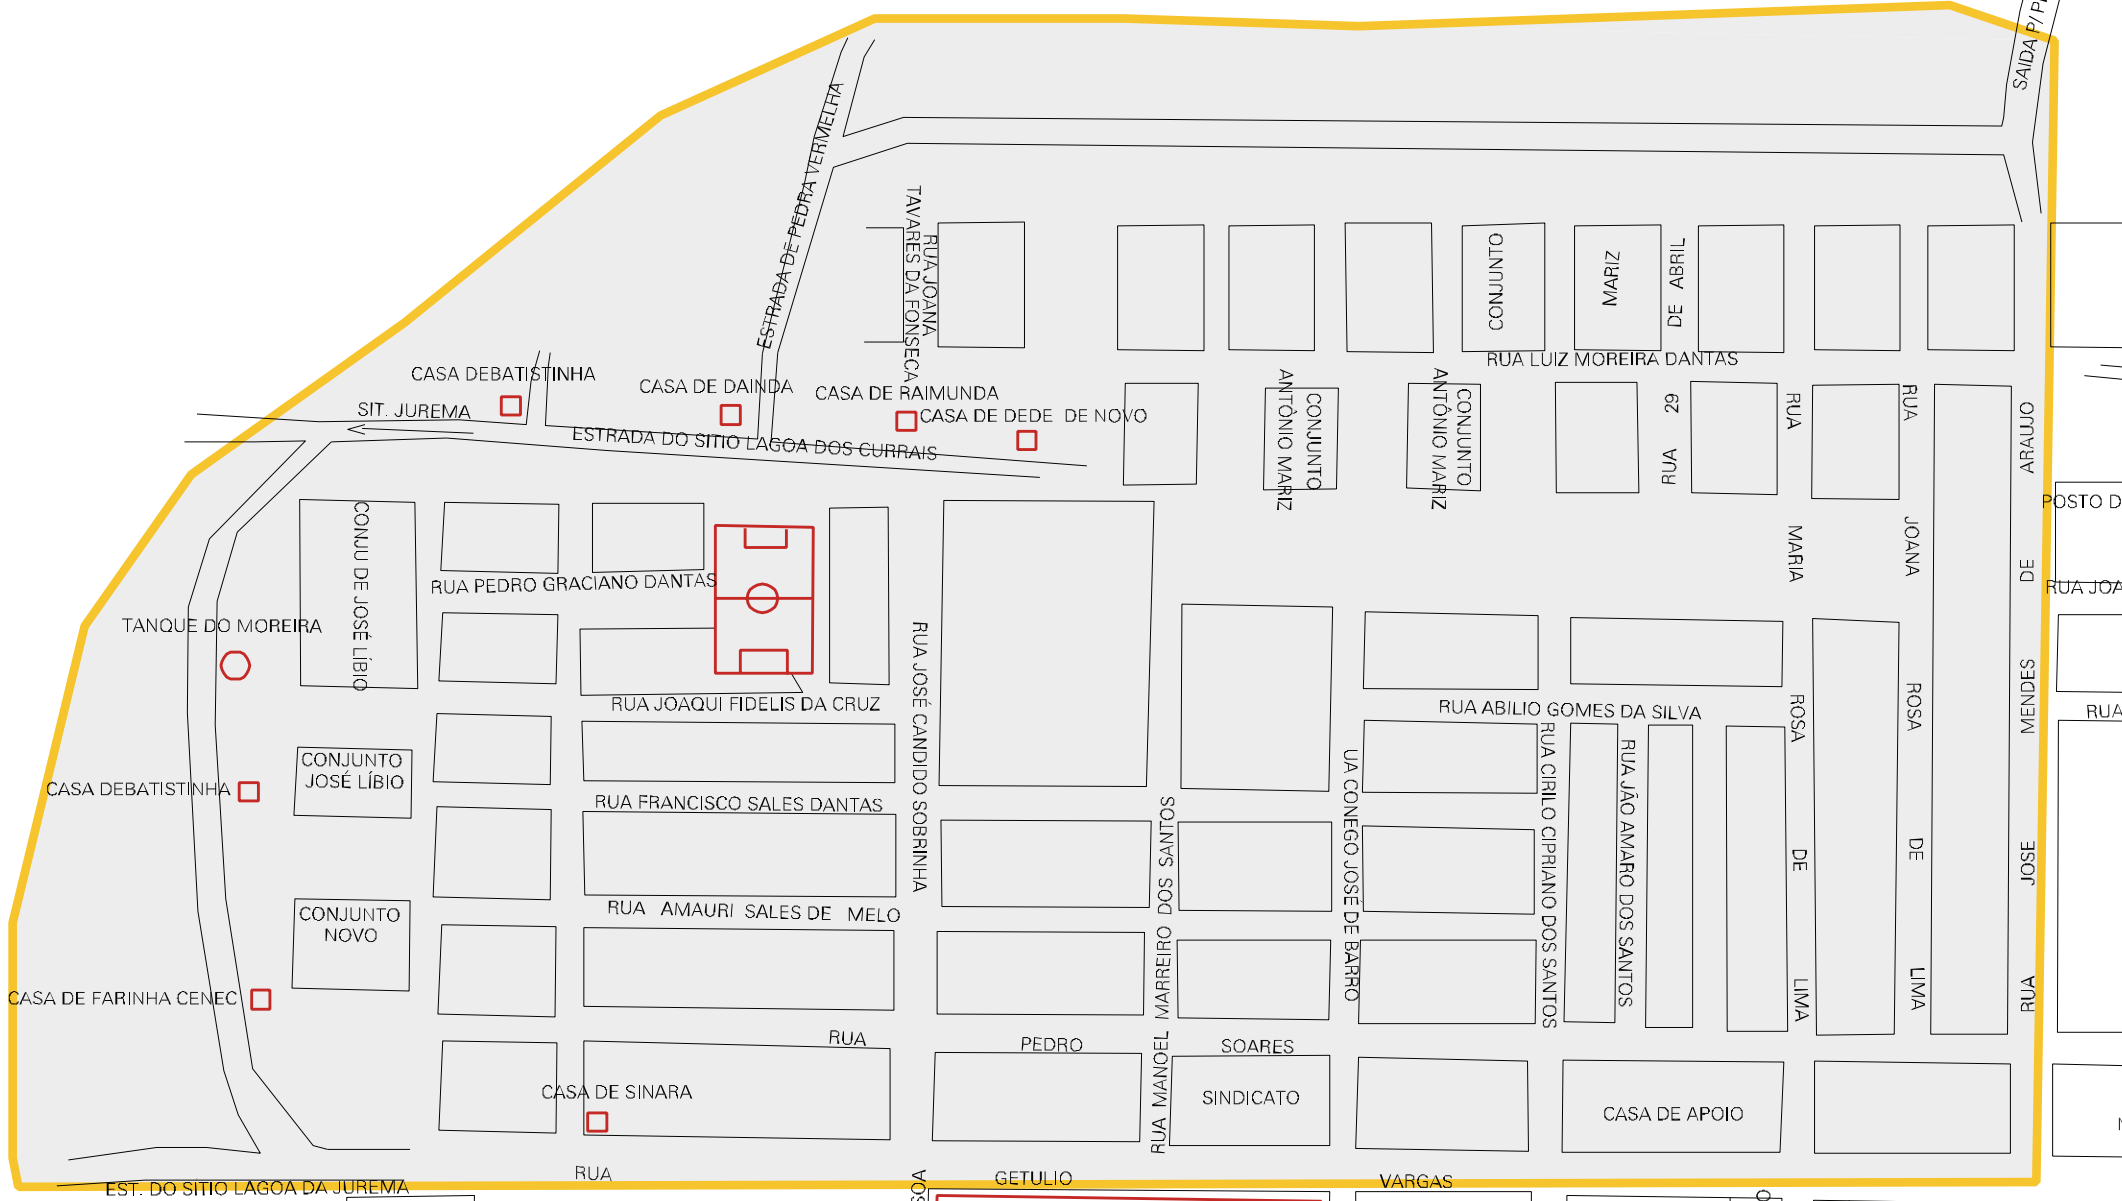 SAIDA P/
ESTRADA DE PEDRA VERMELHA
RUA JOANA
TAVARES DA FONSECA
CONJUNTO
MARIZ
DE ABRIL
RUA LUIZ MOREIRA DANTAS
CASA DEBATISTINHA
CASA DE DAINDA
CASA DE RAIMUNDA
CASA DE DEDE DE NOVO
SIT. JUREMA
ESTRADA DO SITIO LAGOA DOS CURRAIS
CONJUNTO
ANTÔNIO MARIZ
CONJUNTO
ANTÔNIO MARIZ
RUA 29
RUA MARIA ROSA DE LIMA
RUA JOANA ROSA DE LIMA
RUA JOSE MENDES DE ARAUJO
POSTO D
CONJU DE JOSÉ LÍBIO
RUA PEDRO GRACIANO DANTAS
RUA JOA
TANQUE DO MOREIRA
RUA JOAQUI FIDELIS DA CRUZ
RUA JOSÉ CANDIDO SOBRINHA
RUA ABILIO GOMES DA SILVA
RUA
CONJUNTO
JOSÉ LÍBIO
CASA DEBATISTINHA
RUA FRANCISCO SALES DANTAS
RUA MANOEL MARREIRO DOS SANTOS
UA CONEGO JOSÉ DE BARRO
RUA CIRILO CIPRIANO DOS SANTOS
RUA JÃO AMARO DOS SANTOS
CONJUNTO
NOVO
RUA AMAURI SALES DE MELO
CASA DE FARINHA CENEC
RUA PEDRO SOARES
CASA DE SINARA
SINDICATO
CASA DE APOIO
RUA GETULIO VARGAS
EST. DO SITIO LAGOA DA JUREMA